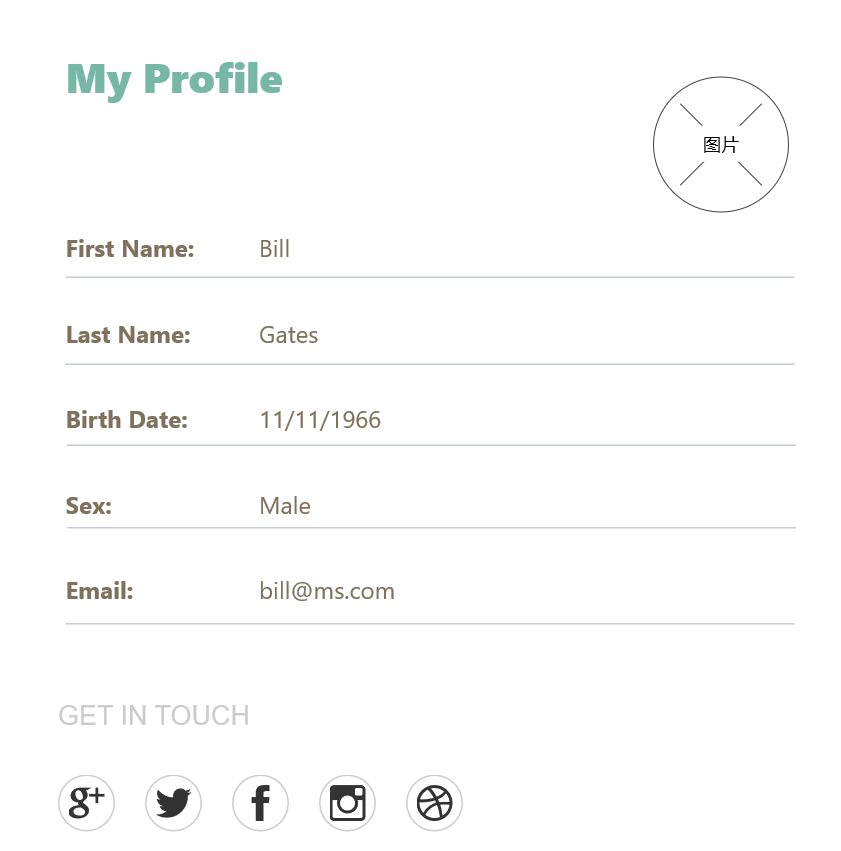 My Profile
图片
First Name: Bill
Last Name: Gates
Birth Date: 11/11/1966
Sex: Male
Email: bill@ms.com
GET IN TOUCH
g+
f